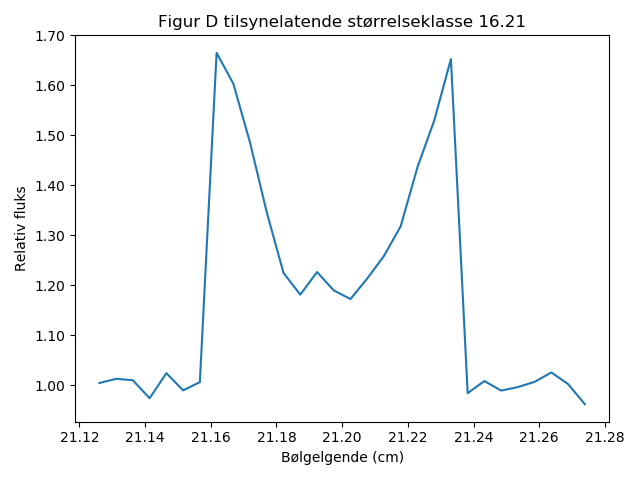 Figur D tilsynelatende størrelseklasse 16.21
1.70
1.60
1.50
1.40
1.30
1.20
1.10
1.00
Relativ fluks
21.12 21.14 21.16 21.18 21.20 21.22 21.24 21.26 21.28
Bølgelgende (cm)